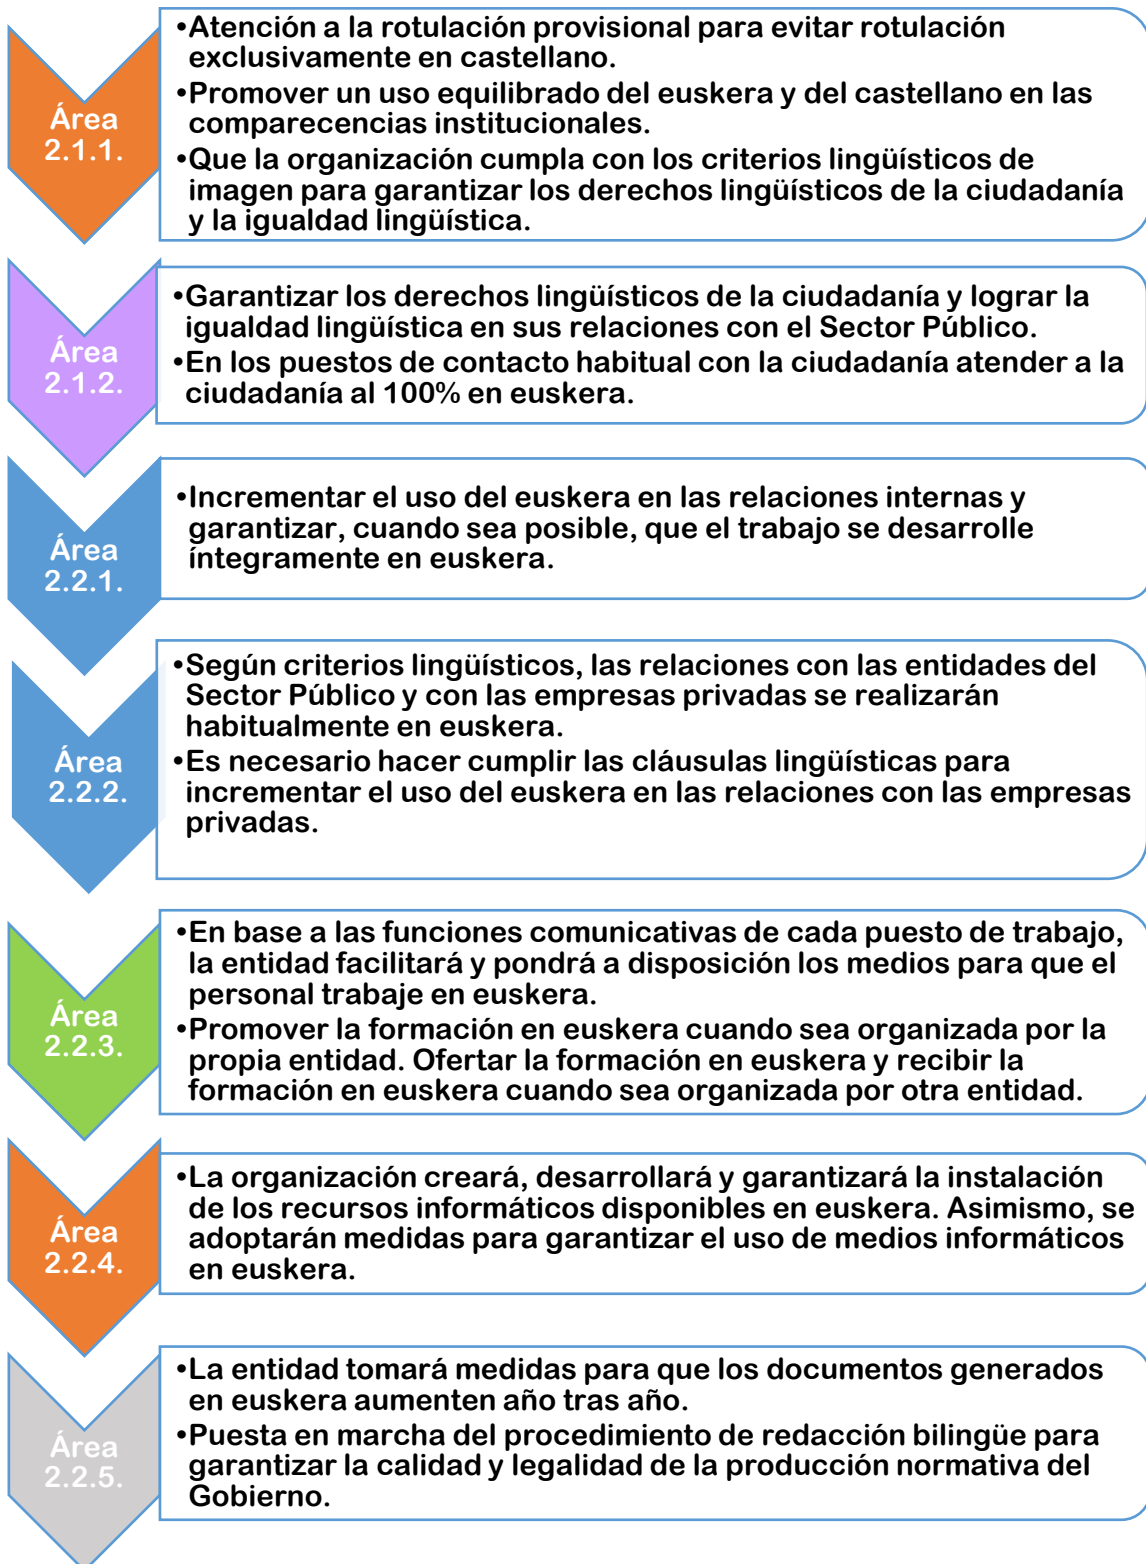 Área
2.1.1.
•Atención a la rotulación provisional para evitar rotulación
exclusivamente en castellano.
•Promover un uso equilibrado del euskera y del castellano en las
comparecencias institucionales.
•Que la organización cumpla con los criterios lingüísticos de
imagen para garantizar los derechos lingüísticos de la ciudadanía
y la igualdad lingüística.
Área
2.1.2.
•Garantizar los derechos lingüísticos de la ciudadanía y lograr la
igualdad lingüística en sus relaciones con el Sector Público.
•En los puestos de contacto habitual con la ciudadanía atender a la
ciudadanía al 100% en euskera.
Área
2.2.1.
•Incrementar el uso del euskera en las relaciones internas y
garantizar, cuando sea posible, que el trabajo se desarrolle
íntegramente en euskera.
Área
2.2.2.
•Según criterios lingüísticos, las relaciones con las entidades del
Sector Público y con las empresas privadas se realizarán
habitualmente en euskera.
•Es necesario hacer cumplir las cláusulas lingüísticas para
incrementar el uso del euskera en las relaciones con las empresas
privadas.
Área
2.2.3.
•En base a las funciones comunicativas de cada puesto de trabajo,
la entidad facilitará y pondrá a disposición los medios para que el
personal trabaje en euskera.
•Promover la formación en euskera cuando sea organizada por la
propia entidad. Ofertar la formación en euskera y recibir la
formación en euskera cuando sea organizada por otra entidad.
Área
2.2.4.
•La organización creará, desarrollará y garantizará la instalación
de los recursos informáticos disponibles en euskera. Asimismo, se
adoptarán medidas para garantizar el uso de medios informáticos
en euskera.
Área
2.2.5.
•La entidad tomará medidas para que los documentos generados
en euskera aumenten año tras año.
•Puesta en marcha del procedimiento de redacción bilingüe para
garantizar la calidad y legalidad de la producción normativa del
Gobierno.